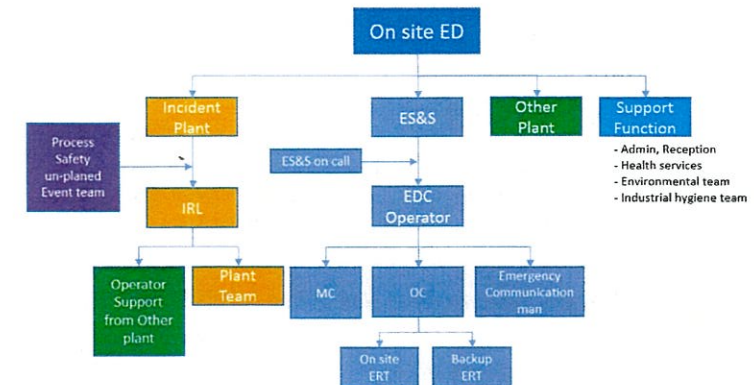 On site ED
Incident
Plant
ES&S
Other
Plant
Support
Function
- Admin, Reception
- Health services
- Environmental team
- Industrial hygiene team
Process
Safety
un-planed
Event team
ES&S on call
IRL
EDC
Operator
Operator
Support
from Other
plant
Plant
Team
MC
OC
Emergency
Communication
man
On site
ERT
Backup
ERT